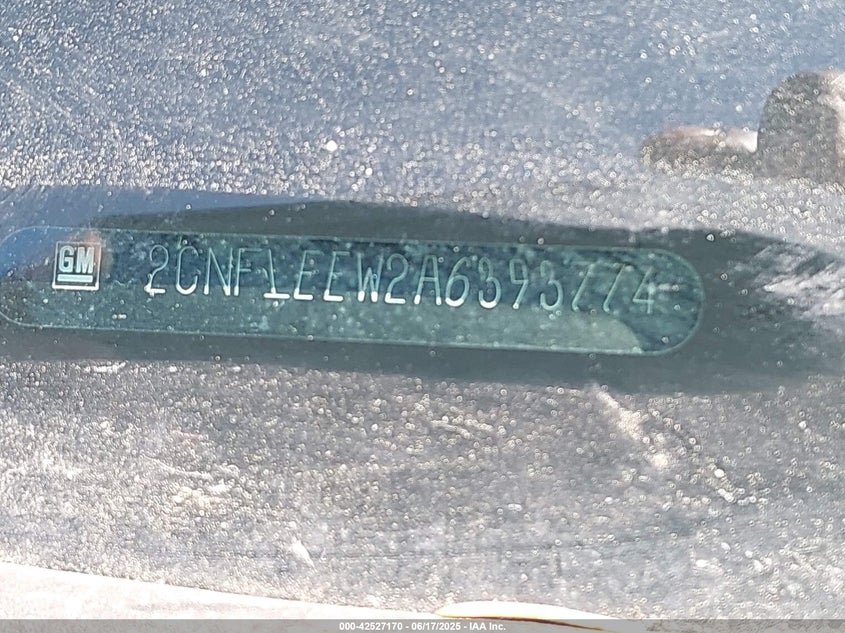 GM 2CNFLEEW2A6393774
000-42527170 - 06/17/2025 - IAA Inc.